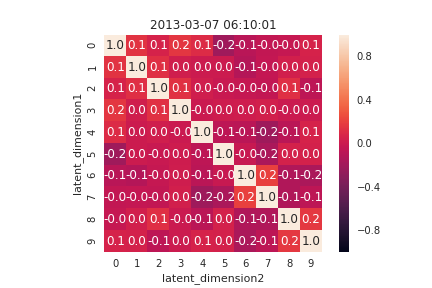 2013-03-07 06:10:01
0 1.0 0.1 0.1 0.2 0.1 -0.2 -0.1 -0.0 -0.0 0.1
1 0.1 1.0 0.1 0.0 0.0 0.0 -0.1 -0.0 0.0 0.0
2 0.1 0.1 1.0 0.1 0.0 -0.0 -0.0 -0.0 0.1 -0.1
3 0.2 0.0 0.1 1.0 -0.0 0.0 0.0 0.0 -0.0 -0.0
4 0.1 0.0 0.0 -0.0 1.0 -0.1 -0.1 -0.2 -0.1 0.1
5 -0.2 0.0 -0.0 0.0 -0.1 1.0 -0.0 -0.2 0.0 0.0
6 -0.1 -0.1 -0.0 0.0 -0.1 -0.0 1.0 0.2 -0.1 -0.2
7 -0.0 -0.0 -0.0 0.0 -0.2 -0.2 0.2 1.0 -0.1 -0.1
8 -0.0 0.0 0.1 -0.0 -0.1 0.0 -0.1 -0.1 1.0 0.2
9 0.1 0.0 -0.1 -0.0 0.1 0.0 -0.2 -0.1 0.2 1.0
0 1 2 3 4 5 6 7 8 9
latent_dimension2
latent_dimension1
0.8
0.4
0.0
-0.4
-0.8